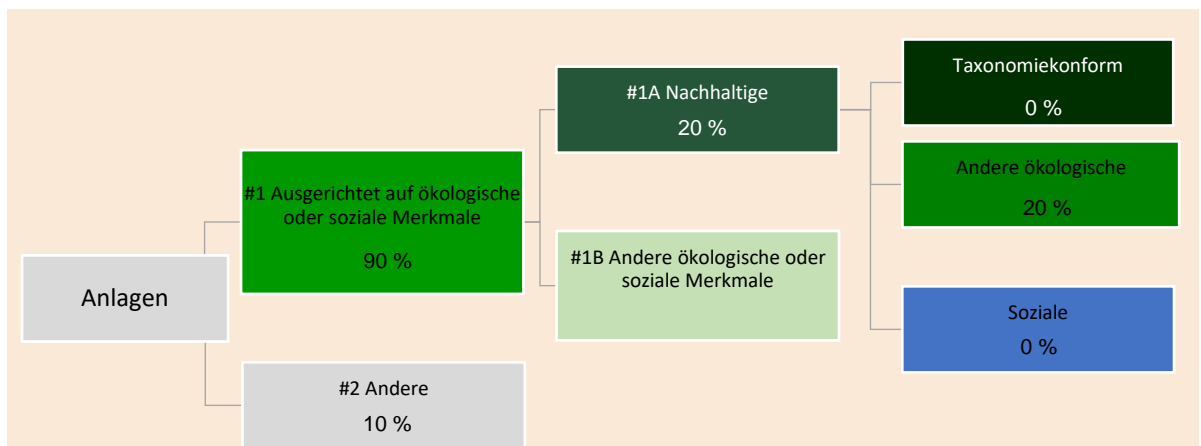 Anlagen
#1 Ausgerichtet auf ökologische
oder soziale Merkmale
90 %
#2 Andere
10 %
#1A Nachhaltige
20 %
#1B Andere ökologische oder
soziale Merkmale
Taxonomiekonform
0 %
Andere ökologische
20 %
Soziale
0 %